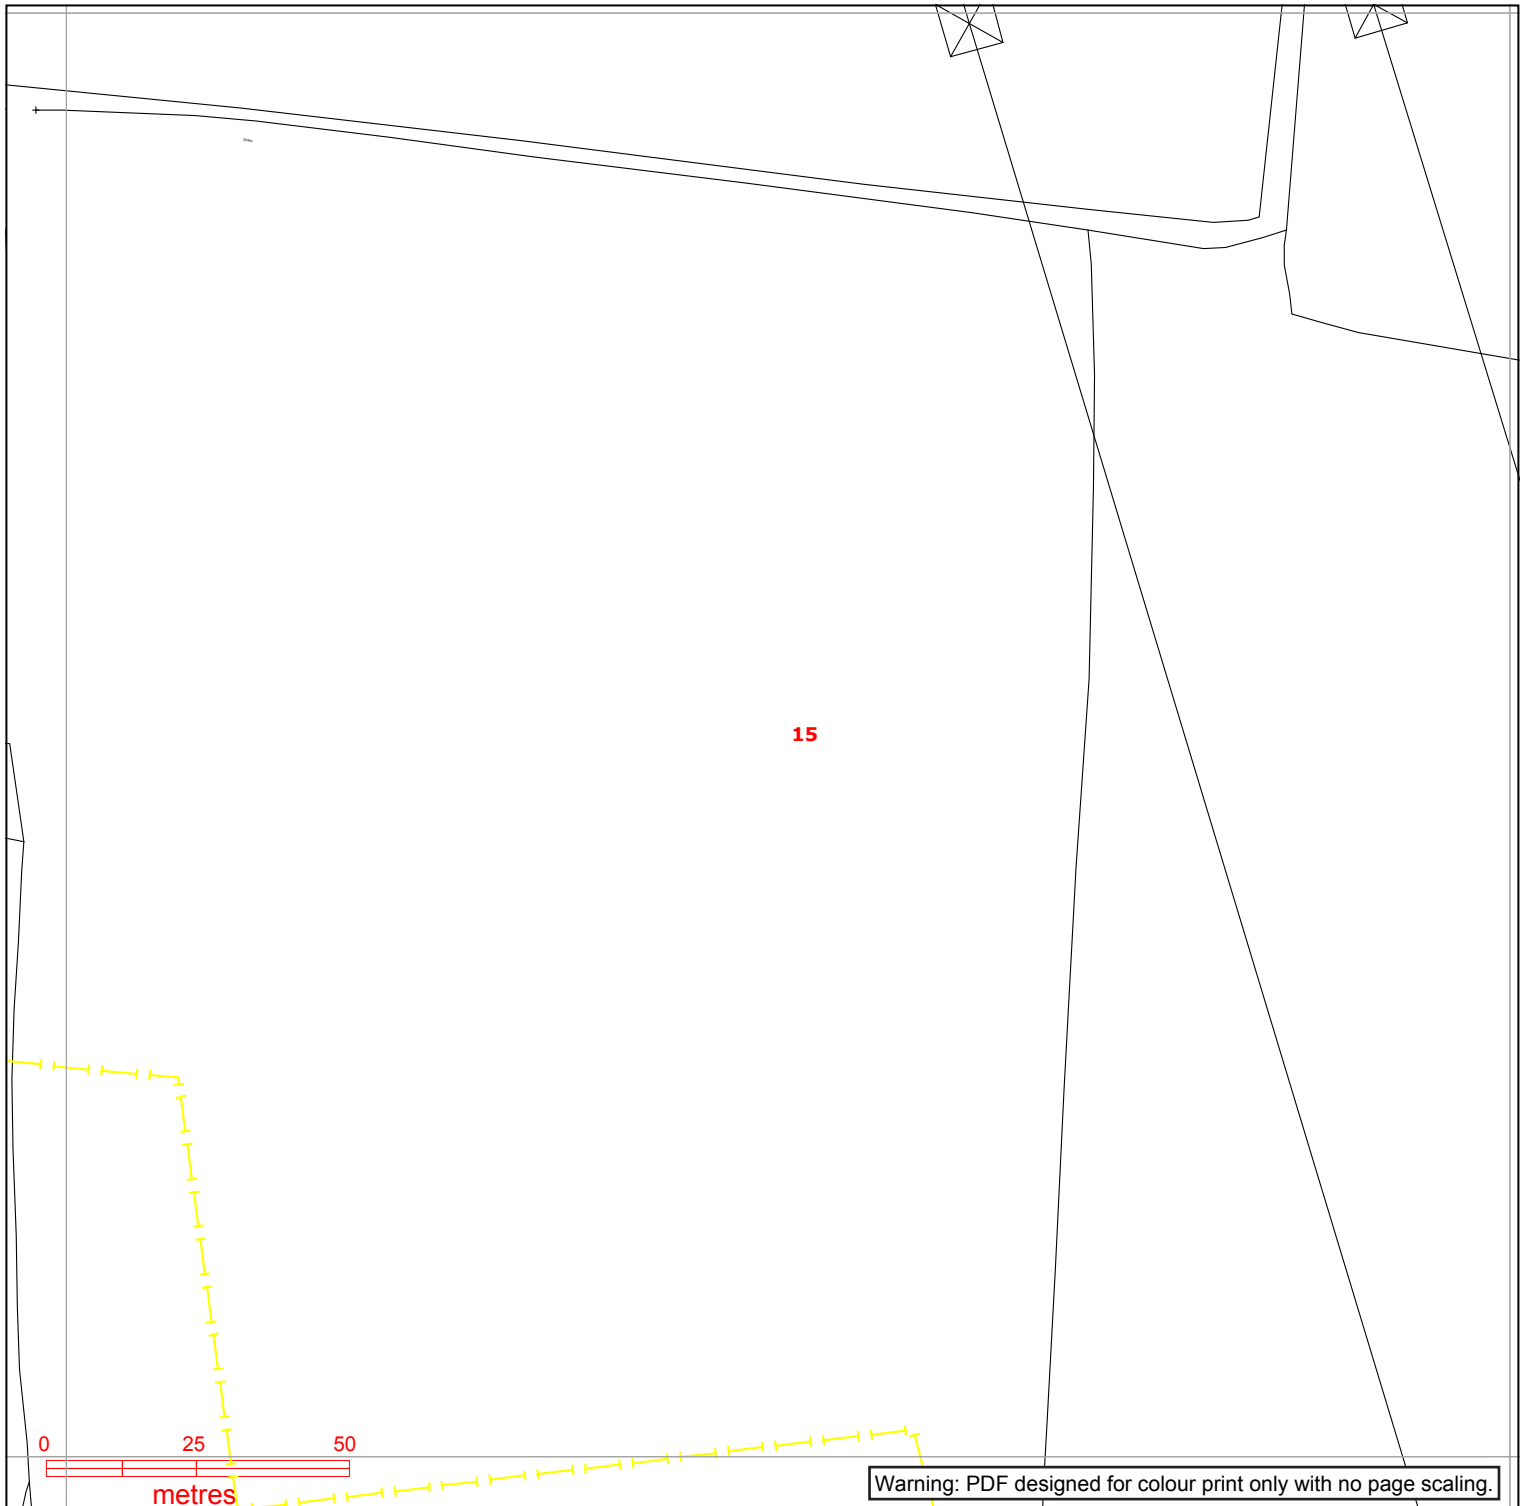 15
0 25 50
metres
Warning: PDF designed for colour print only with no page scaling.